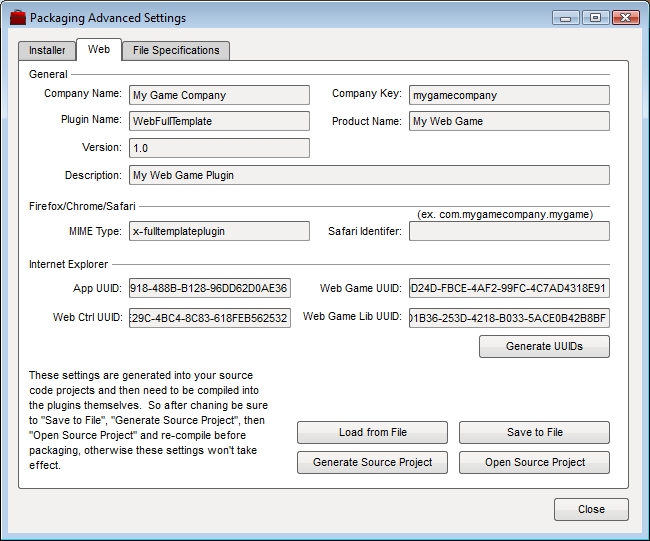 Packaging Advanced Settings
Installer Web File Specifications
General
Company Name: My Game Company Company Key: mygamecompany
Plugin Name: WebFullTemplate Product Name: My Web Game
Version: 1.0
Description: My Web Game Plugin
Firefox/Chrome/Safari
(ex. com.mygamecompany.mygame)
MIME Type: x-fulltemplateplugin Safari Identifer:
Internet Explorer
App UUID: 918-488B-B128-96DD62D0AE36 Web Game UUID: 0D24D-FBCE-4AF2-99FC-4C7AD4318E91
Web Ctrl UUID: E29C-4BC4-8C83-618FEB562532 Web Game Lib UUID: D1B36-253D-4218-B033-5ACE0B42B8BF
Generate UUIDs
These settings are generated into your source
code projects and then need to be compiled into
the plugins themselves.  So after chaning be sure
to "Save to File", "Generate Source Project", then
"Open Source Project" and re-compile before
packaging, otherwise these settings won't take
effect.
Load from File Save to File
Generate Source Project Open Source Project
Close